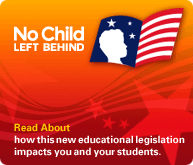 No Child
LEFT BEHIND
Read About
how this new educational legislation
impacts you and your students.